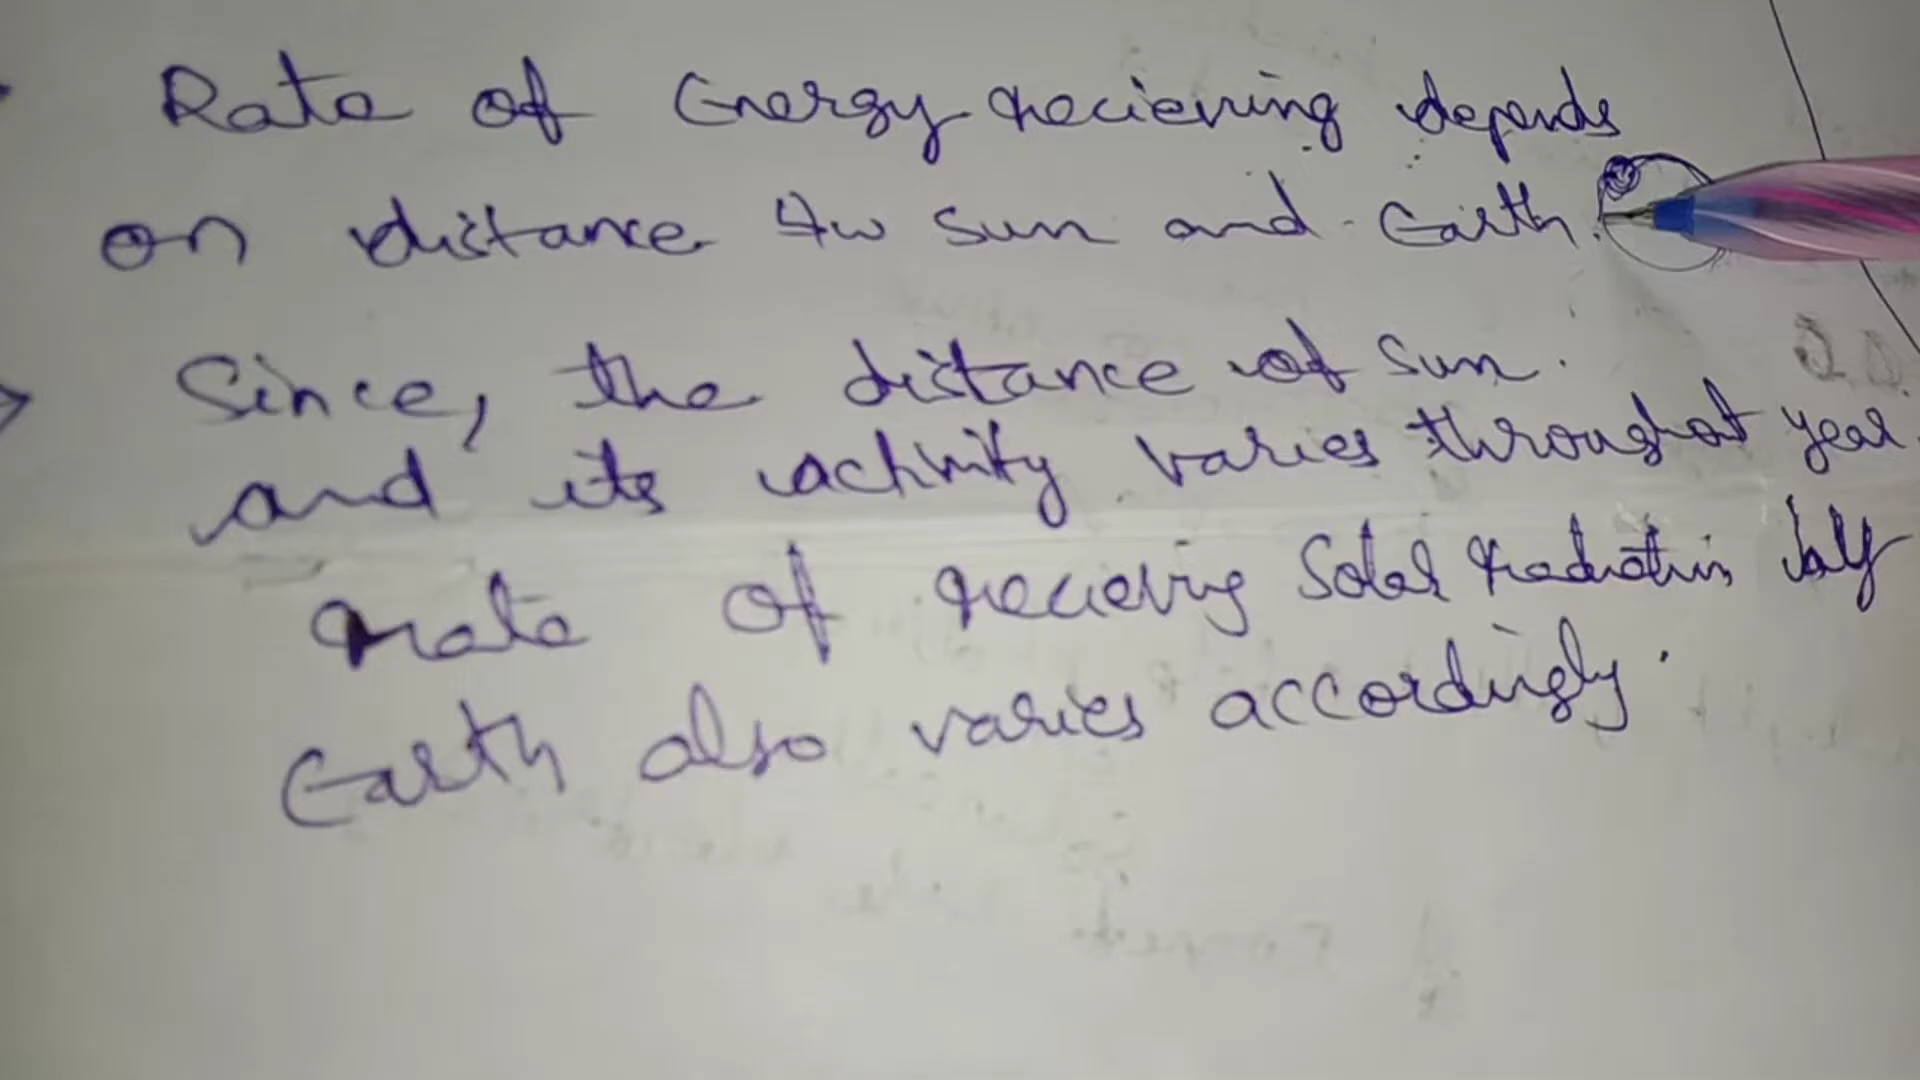 Rate of Energy recieving depends
on distance b/w sun and Earth.
Since, the distance of sun
and its activity varies throughout year
rate of recieving Solar radiation by
Earth also varies accordingly.